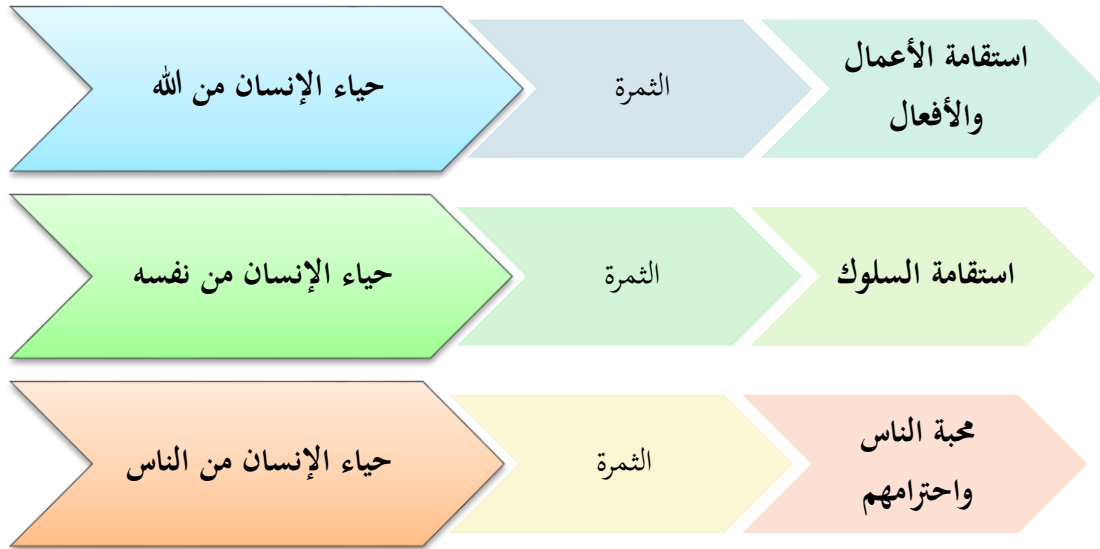 حياء الإنسان من الله
الثمرة
استقامة الأعمال
والأفعال
حياء الإنسان من نفسه
الثمرة
استقامة السلوك
حياء الإنسان من الناس
الثمرة
محبة الناس
واحترامهم